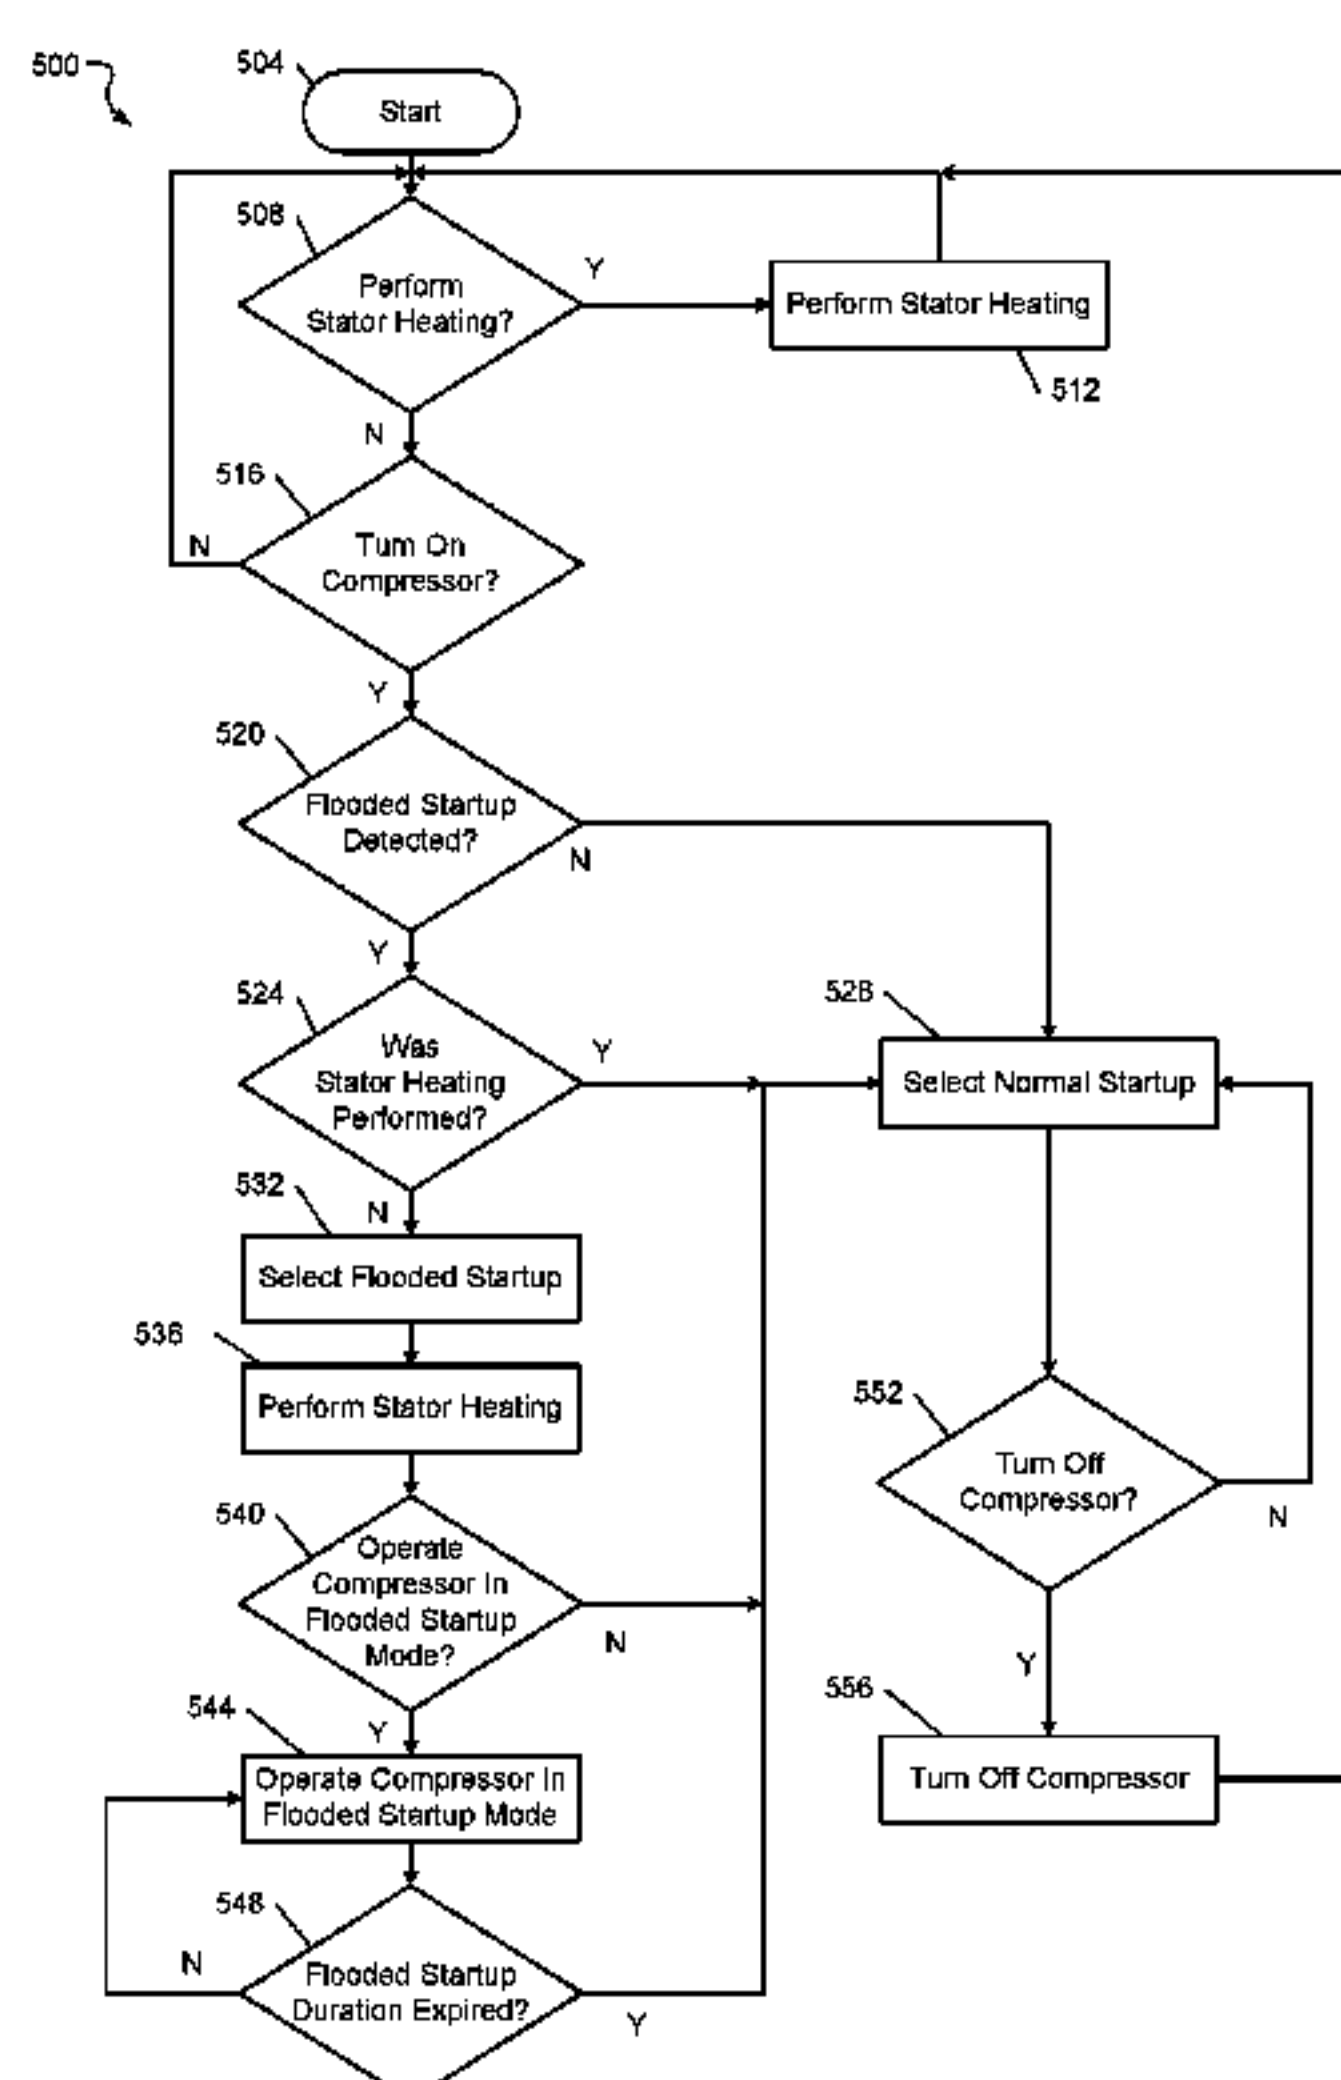 500
504
Start
508
Perform
Stator Heating?
Y
Perform Stator Heating
512
N
516
Turn On
Compressor?
N
Y
520
Flooded Startup
Detected?
N
Y
524
Was
Stator Heating
Performed?
Y
528
Select Normal Startup
N
532
Select Flooded Startup
536
Perform Stator Heating
540
Operate
Compressor In
Flooded Startup
Mode?
N
Y
544
Operate Compressor In
Flooded Startup Mode
548
Flooded Startup
Duration Expired?
N
Y
552
Turn Off
Compressor?
N
Y
556
Turn Off Compressor